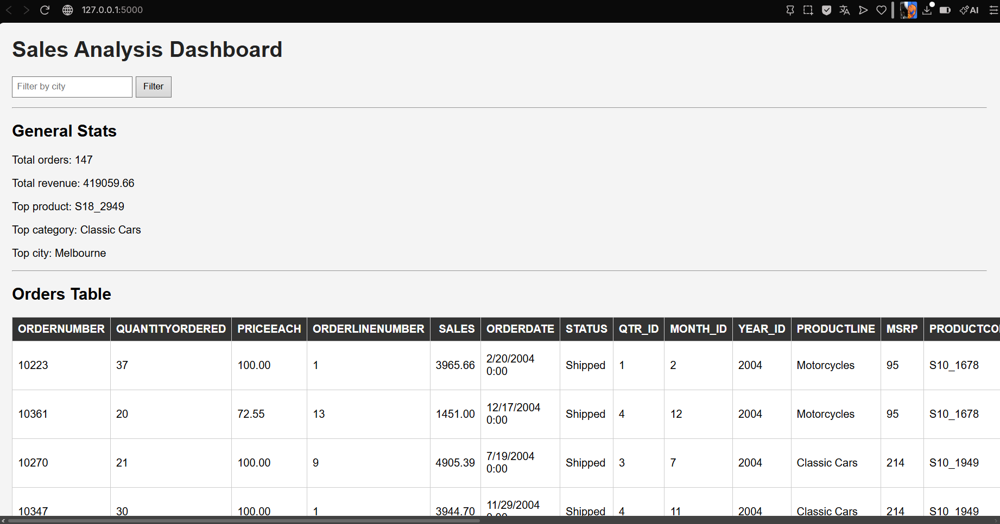 127.0.0.1:5000
AI
Sales Analysis Dashboard
Filter by city
Filter
General Stats
Total orders: 147
Total revenue: 419059.66
Top product: S18_2949
Top category: Classic Cars
Top city: Melbourne
Orders Table
ORDERNUMBER QUANTITYORDERED PRICEEACH ORDERLINENUMBER SALES ORDERDATE STATUS QTR_ID MONTH_ID YEAR_ID PRODUCTLINE MSRP PRODUCTCO
10223 37 100.00 1 3965.66 2/20/2004 0:00 Shipped 1 2 2004 Motorcycles 95 S10_1678
10361 20 72.55 13 1451.00 12/17/2004 0:00 Shipped 4 12 2004 Motorcycles 95 S10_1678
10270 21 100.00 9 4905.39 7/19/2004 0:00 Shipped 3 7 2004 Classic Cars 214 S10_1949
10347 30 100.00 1 3944.70 11/29/2004 0:00 Shipped 4 11 2004 Classic Cars 214 S10_1949